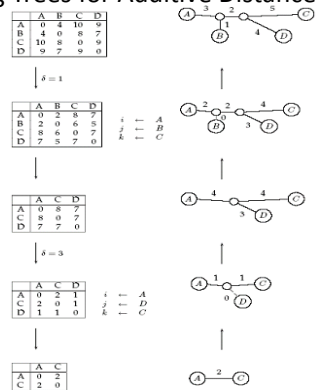 g Trees for Additive Distance
A B C D
A 0 4 10 9
B 4 0 8 7
C 10 8 0 9
D 9 7 9 0
δ = 1
A B C D
A 0 2 8 7
B 2 0 6 5
C 8 6 0 7
D 7 5 7 0
i ← A
j ← B
k ← C
A C D
A 0 8 7
C 8 0 7
D 7 7 0
δ = 3
A C D
A 0 2 1
C 2 0 1
D 1 1 0
i ← A
j ← D
k ← C
A C
A 0 2
C 2 0
A 3 2 5 C
1
B 4 D
A 2 2 4 C
0
B 3 D
A 4 4 C
3 D
A 1 1 C
0 D
A 2 C